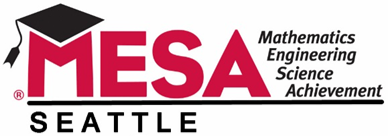 MESA
Mathematics
Engineering
Science
Achievement
®
SEATTLE